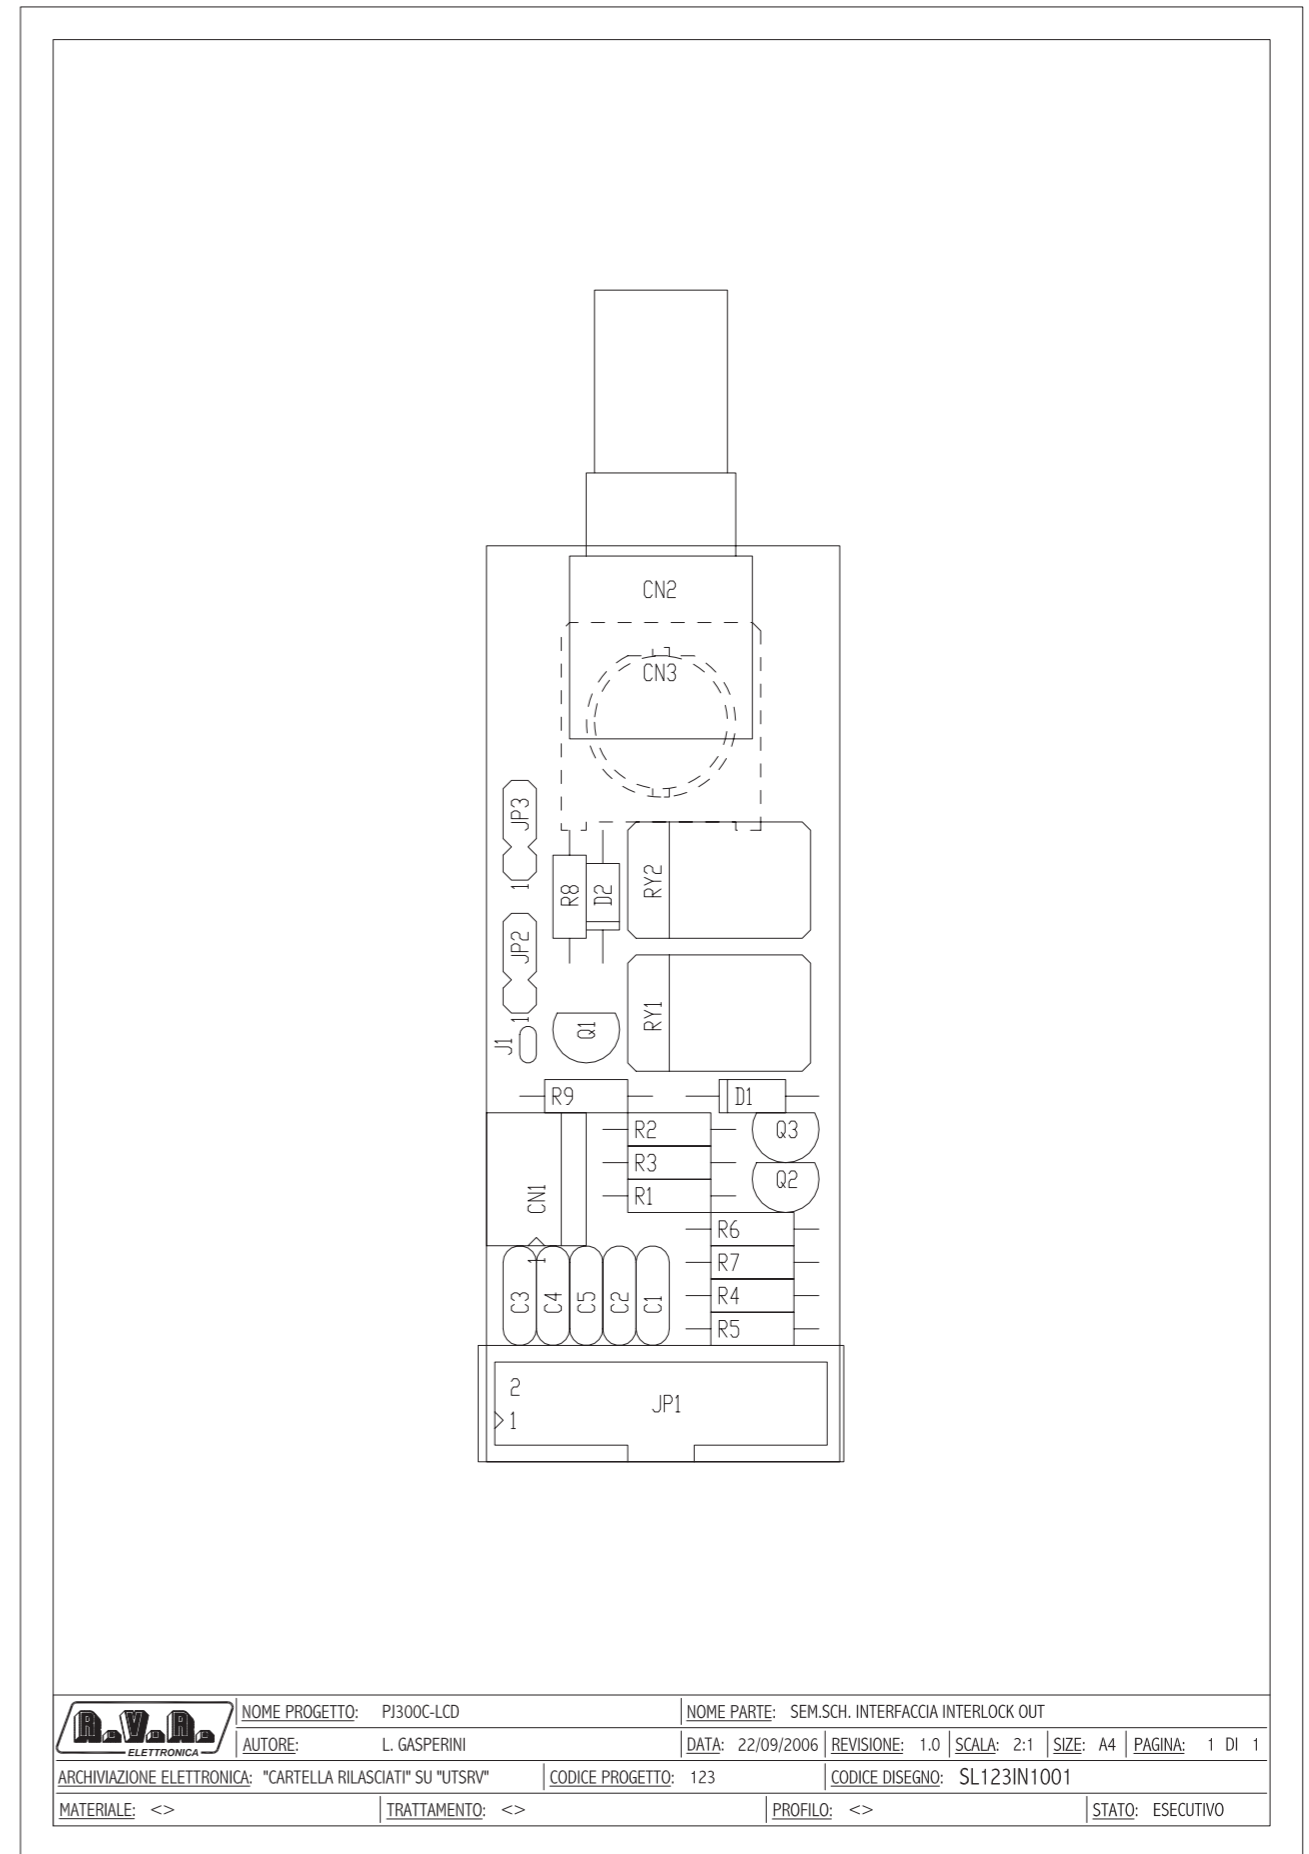 CN2
CN3
JP3
1
R8
D2
RY2
JP2
1
J1
Q1
RY1
R9
D1
R2
Q3
R3
R1
Q2
CN1
1
R6
R7
R4
R5
C3
C4
C5
C2
C1
2
1
JP1
R.V.R. ELETTRONICA
NOME PROGETTO: PJ300C-LCD
NOME PARTE: SEM.SCH. INTERFACCIA INTERLOCK OUT
AUTORE: L. GASPERINI
DATA: 22/09/2006 REVISIONE: 1.0 SCALA: 2:1 SIZE: A4 PAGINA: 1 DI 1
ARCHIVIAZIONE ELETTRONICA: "CARTELLA RILASCIATI" SU "UTSRV" CODICE PROGETTO: 123 CODICE DISEGNO: SL123IN1001
MATERIALE: <> TRATTAMENTO: <> PROFILO: <> STATO: ESECUTIVO